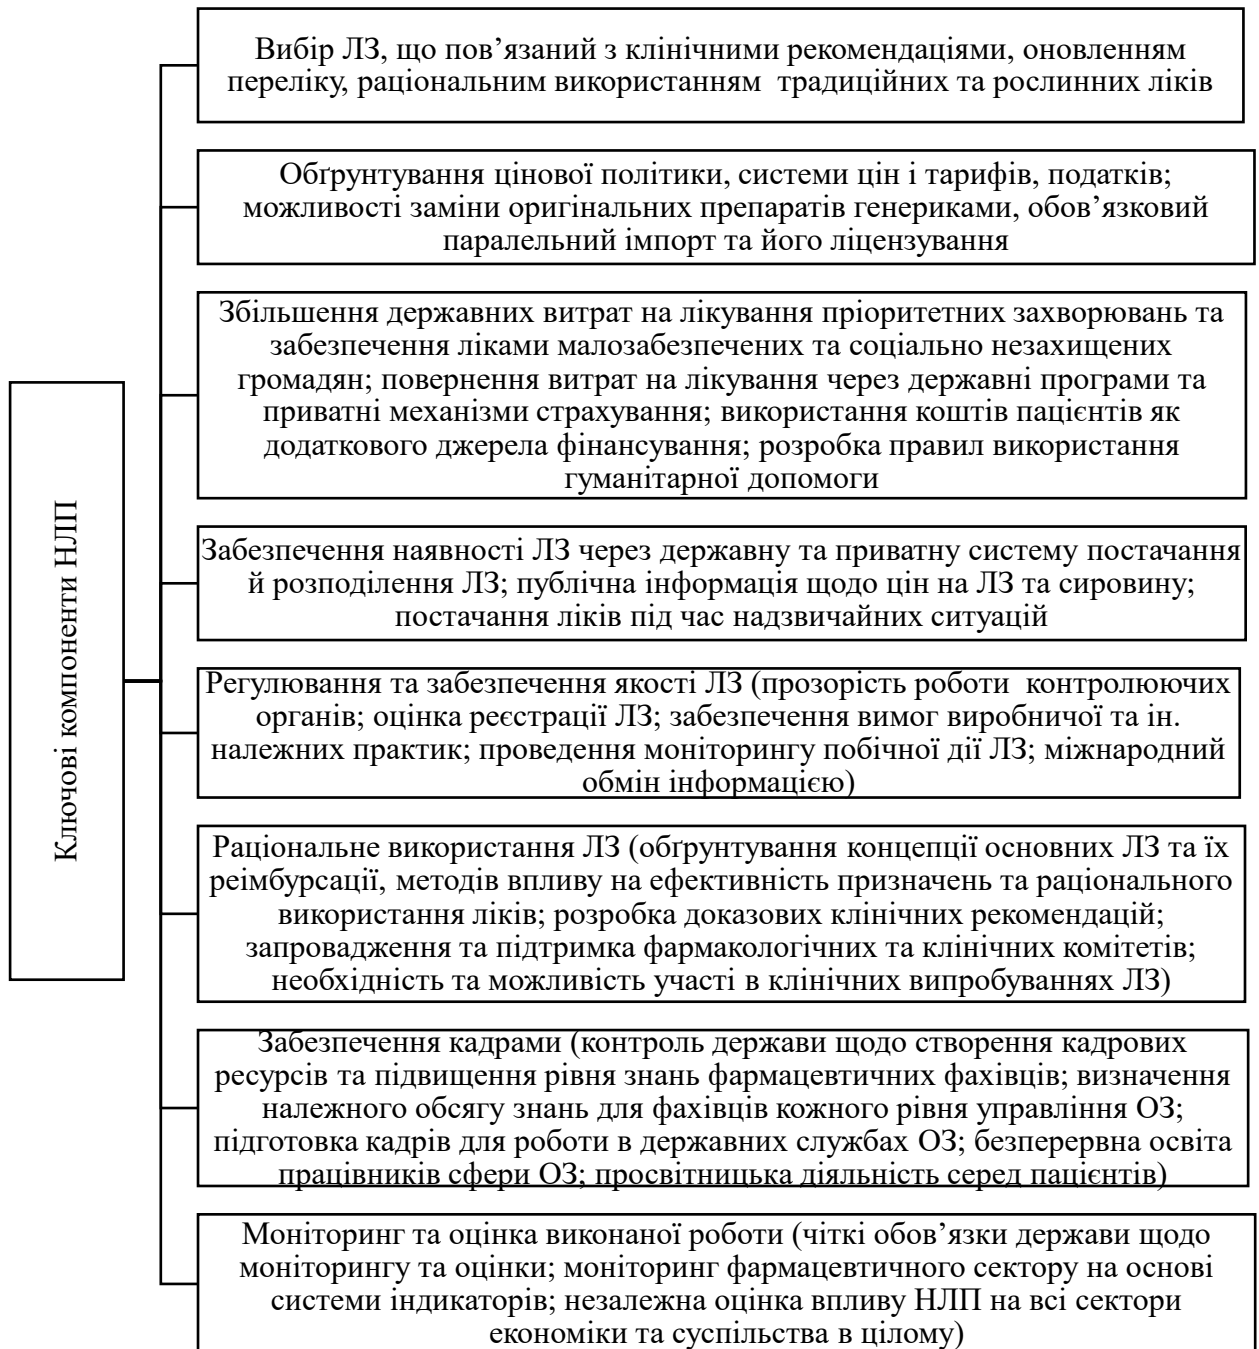 Ключові компоненти НЛП
Вибір ЛЗ, що пов’язаний з клінічними рекомендаціями, оновленням
переліку, раціональним використанням традиційних та рослинних ліків
Обґрунтування цінової політики, системи цін і тарифів, податків;
можливості заміни оригінальних препаратів генериками, обов’язковий
паралельний імпорт та його ліцензування
Збільшення державних витрат на лікування пріоритетних захворювань та
забезпечення ліками малозабезпечених та соціально незахищених
громадян; повернення витрат на лікування через державні програми та
приватні механізми страхування; використання коштів пацієнтів як
додаткового джерела фінансування; розробка правил використання
гуманітарної допомоги
Забезпечення наявності ЛЗ через державну та приватну систему постачання
й розподілення ЛЗ; публічна інформація щодо цін на ЛЗ та сировину;
постачання ліків під час надзвичайних ситуацій
Регулювання та забезпечення якості ЛЗ (прозорість роботи контролюючих
органів; оцінка реєстрації ЛЗ; забезпечення вимог виробничої та ін.
належних практик; проведення моніторингу побічної дії ЛЗ; міжнародний
обмін інформацією)
Раціональне використання ЛЗ (обґрунтування концепції основних ЛЗ та їх
реімбурсації, методів впливу на ефективність призначень та раціонального
використання ліків; розробка доказових клінічних рекомендацій;
запровадження та підтримка фармакологічних та клінічних комітетів;
необхідність та можливість участі в клінічних випробуваннях ЛЗ)
Забезпечення кадрами (контроль держави щодо створення кадрових
ресурсів та підвищення рівня знань фармацевтичних фахівців; визначення
належного обсягу знань для фахівців кожного рівня управління ОЗ;
підготовка кадрів для роботи в державних службах ОЗ; безперервна освіта
працівників сфери ОЗ; просвітницька діяльність серед пацієнтів)
Моніторинг та оцінка виконаної роботи (чіткі обов’язки держави щодо
моніторингу та оцінки; моніторинг фармацевтичного сектору на основі
системи індикаторів; незалежна оцінка впливу НЛП на всі сектори
економіки та суспільства в цілому)